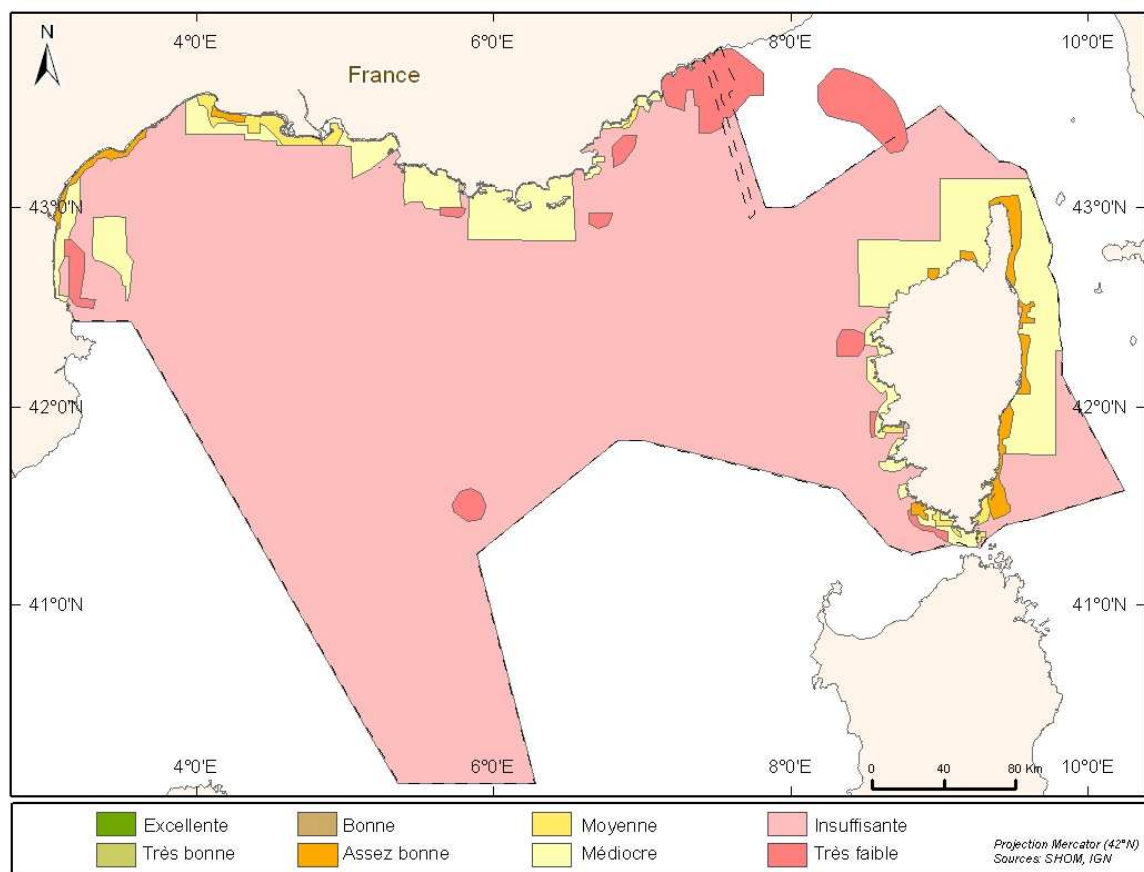 N
4°0'E
6°0'E
8°0'E
10°0'E
France
43°0'N
43°0'N
42°0'N
42°0'N
41°0'N
41°0'N
4°0'E
6°0'E
8°0'E
10°0'E
0 40 80 Km
Excellente
Bonne
Moyenne
Insuffisante
Très bonne
Assez bonne
Médiocre
Très faible
Projection Mercator (42°N)
Sources: SHOM, IGN